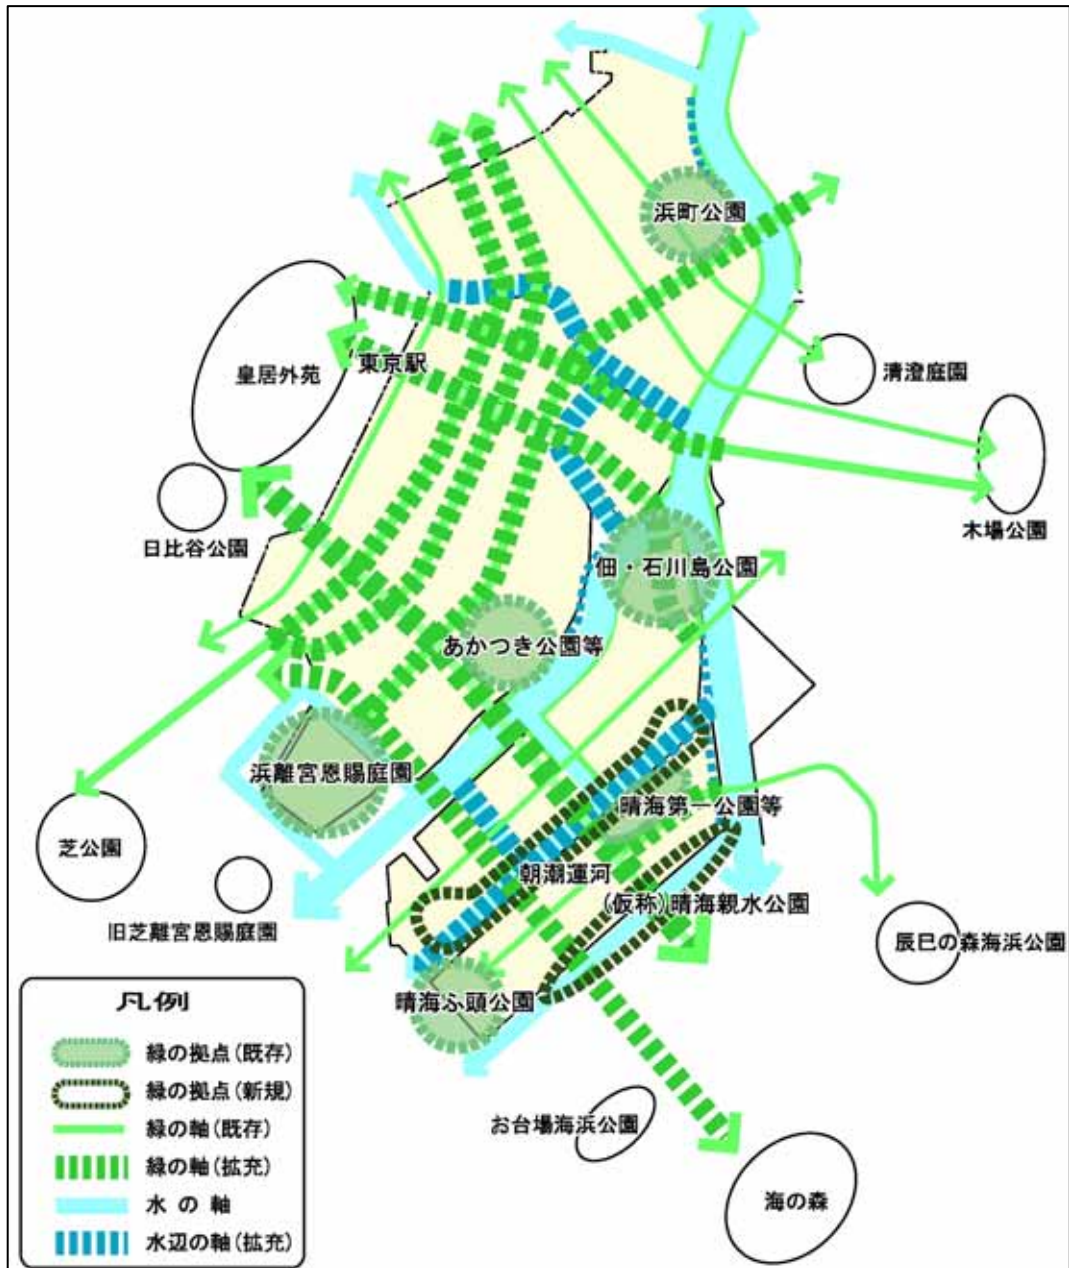 浜町公園
皇居外苑
東京駅
清澄庭園
日比谷公園
木場公園
佃・石川島公園
あかつき公園等
浜離宮恩賜庭園
晴海第一公園等
芝公園
朝潮運河
(仮称)晴海親水公園
旧芝離宮恩賜庭園
辰巳の森海浜公園
晴海ふ頭公園
お台場海浜公園
海の森
凡例
緑の拠点(既存)
緑の拠点(新規)
緑の軸(既存)
緑の軸(拡充)
水の軸
水辺の軸(拡充)